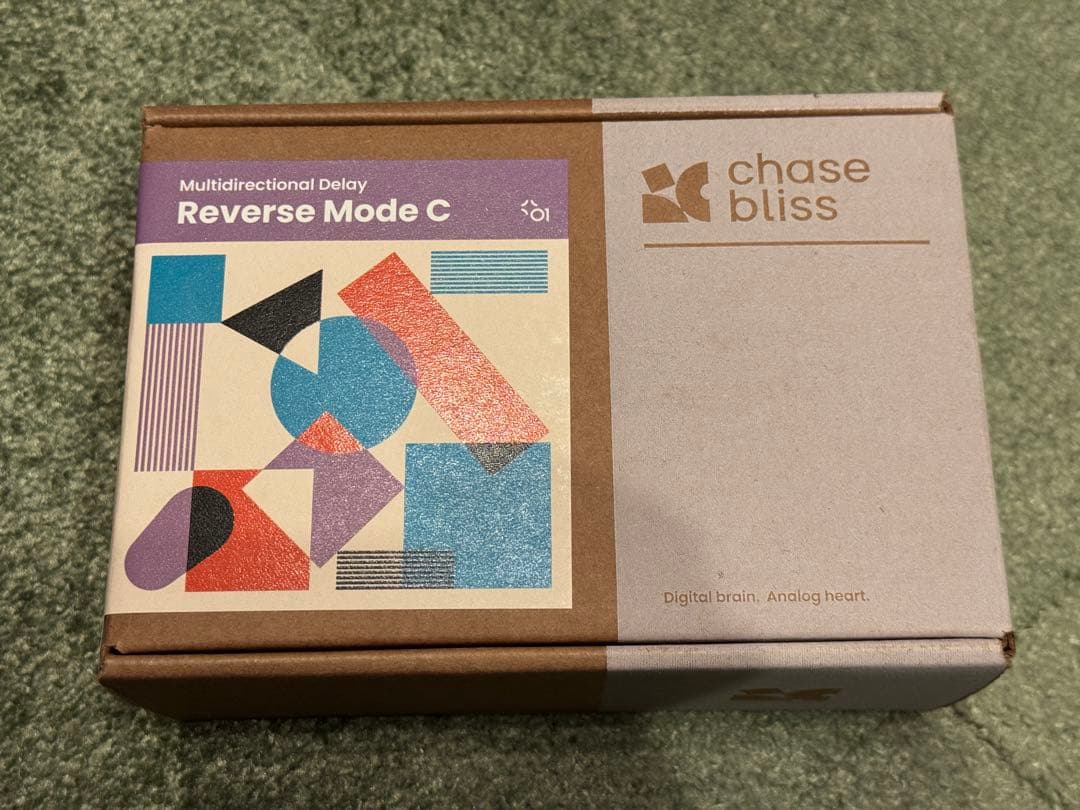 Multidirectional Delay
Reverse Mode C
01
chase
bliss
Digital brain. Analog heart.